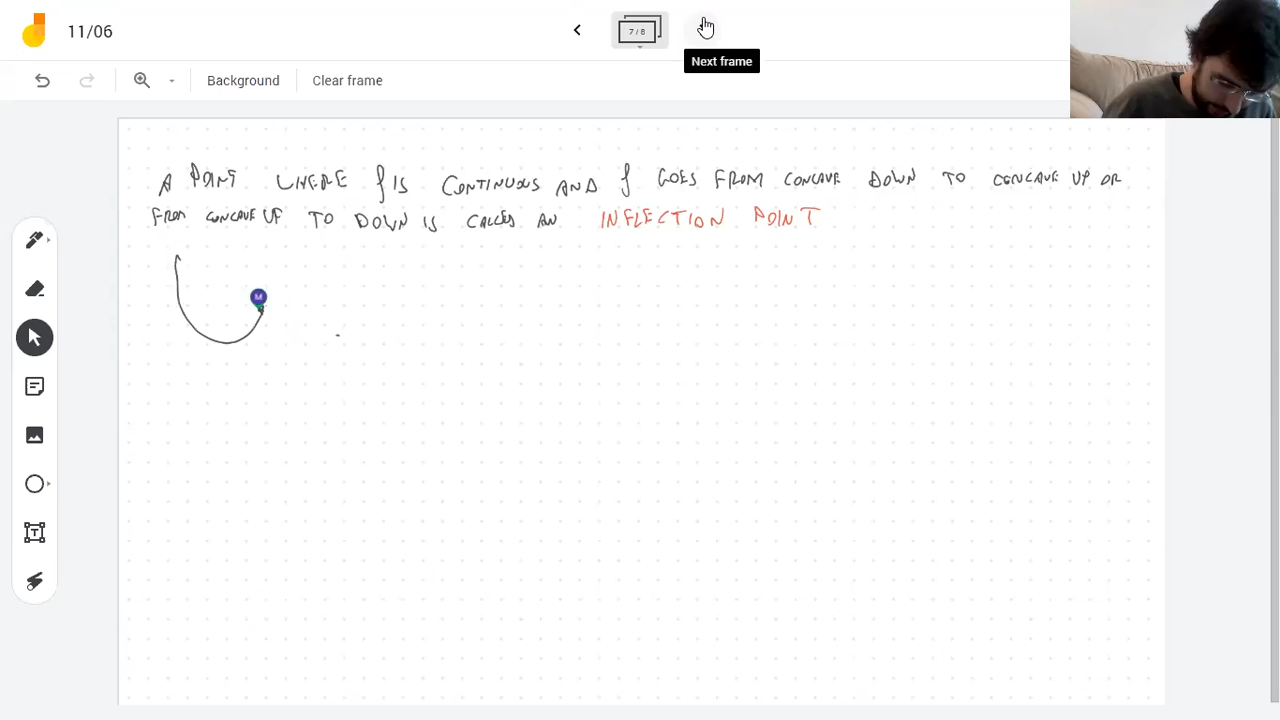 11/06
7 / 8
Next frame
Background
Clear frame
A POINT WHERE f IS CONTINUOUS AND f GOES FROM CONCAVE DOWN TO CONCAVE UP OR
FROM CONCAVE UP TO DOWN IS CALLED AN INFLECTION POINT
M
T